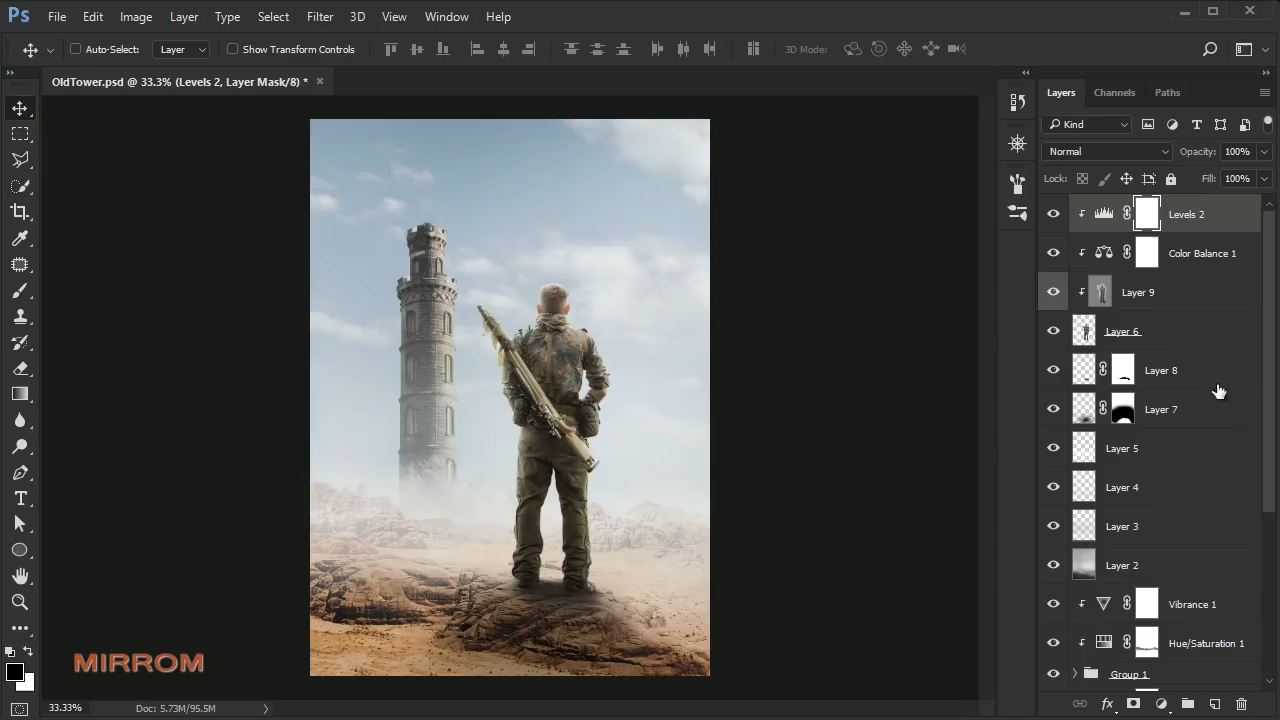 Ps File Edit Image Layer Type Select Filter 3D View Window Help
Auto-Select: Layer Show Transform Controls 3D Mode:
OldTower.psd @ 33.3% (Levels 2, Layer Mask/8) * ×
Layers Channels Paths
Kind
Normal Opacity: 100%
Lock: Fill: 100%
Levels 2
Color Balance 1
Layer 9
Layer 6
Layer 8
Layer 7
Layer 5
Layer 4
Layer 3
Layer 2
Vibrance 1
Hue/Saturation 1
Group 1
MIRROM
33.33% Doc: 5.73M/95.5M
fx